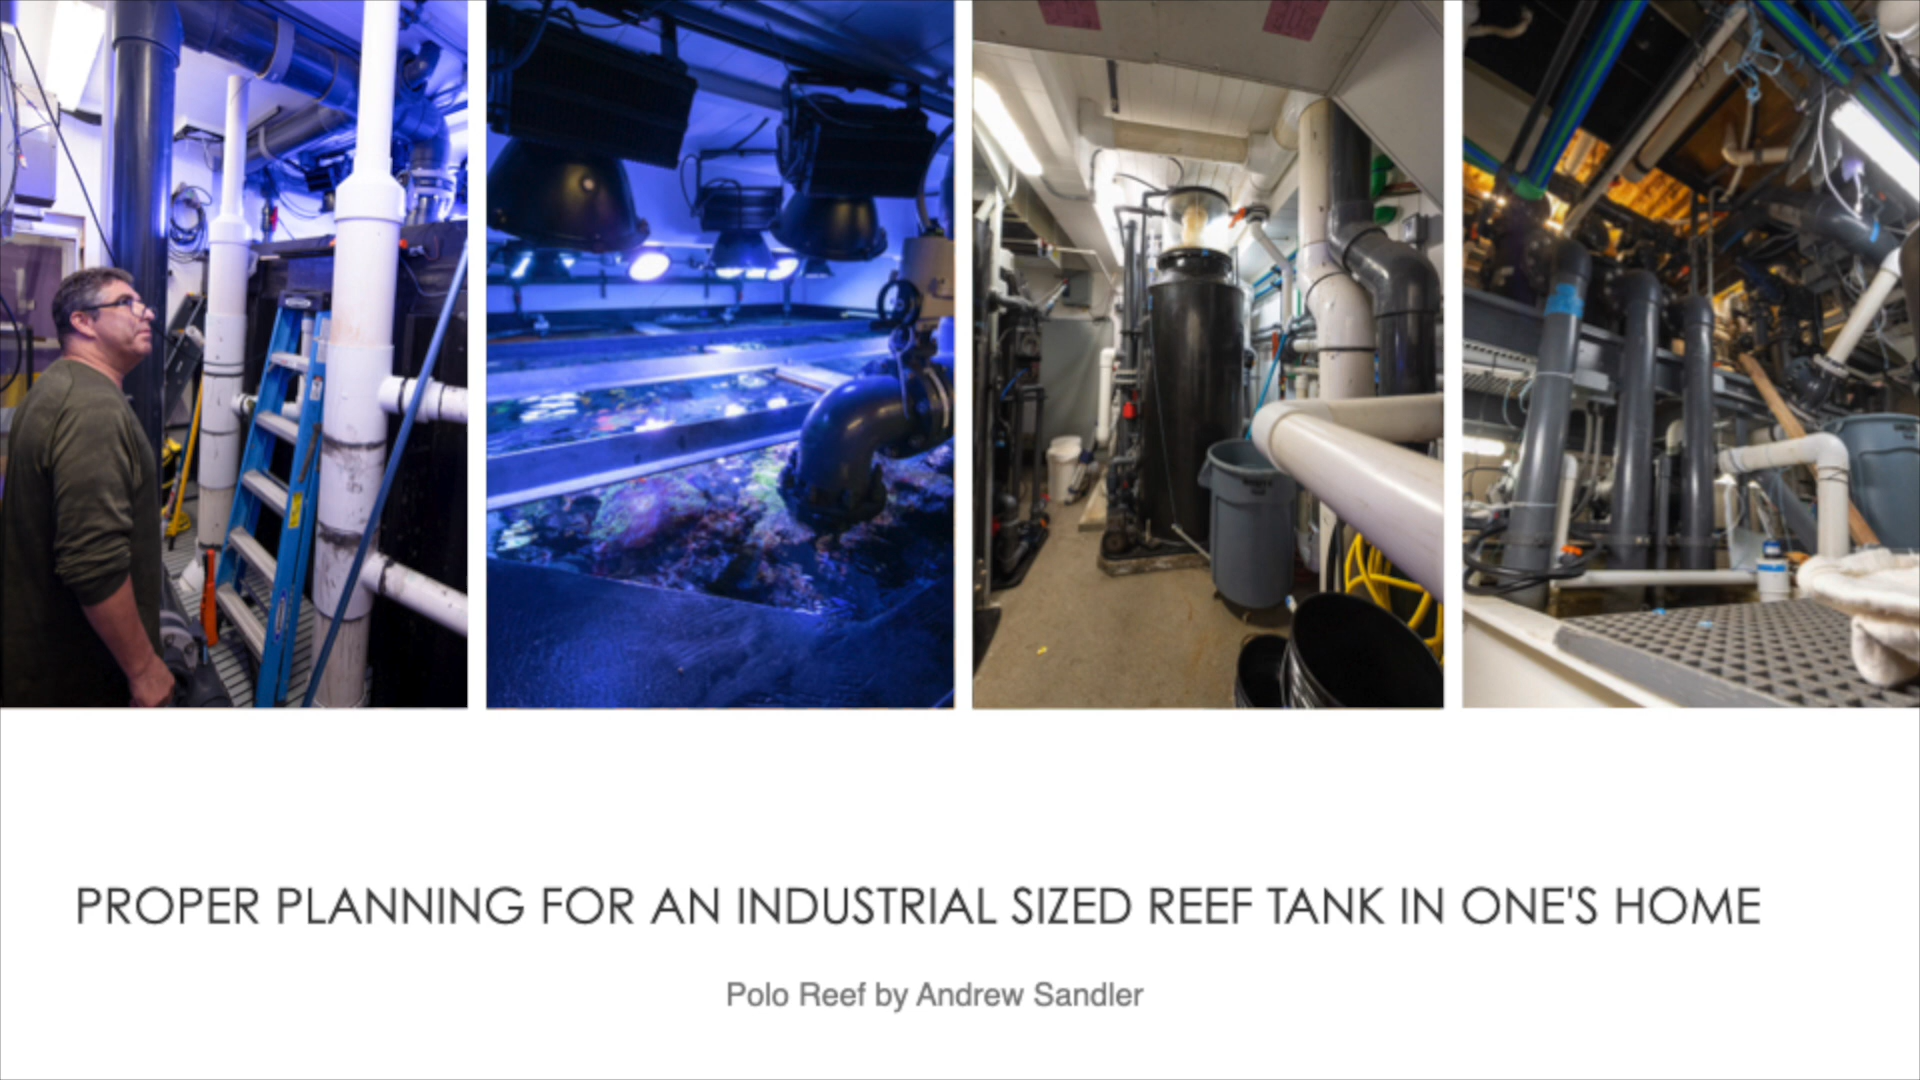 PROPER PLANNING FOR AN INDUSTRIAL SIZED REEF TANK IN ONE'S HOME
Polo Reef by Andrew Sandler